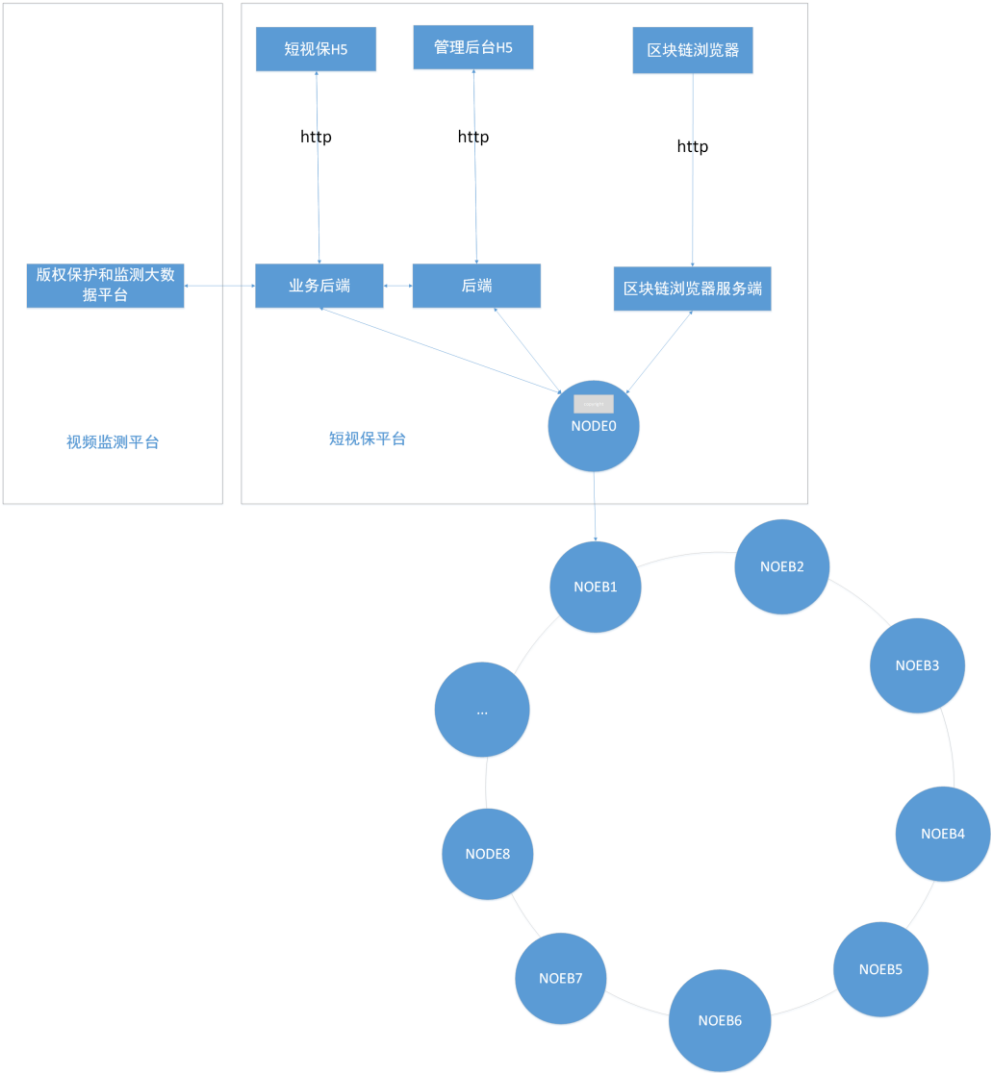 短视保H5
管理后台H5
区块链浏览器
http
http
http
版权保护和监测大数
据平台
业务后端
后端
区块链浏览器服务端
NODE0
视频监测平台
短视保平台
NOEB1
NOEB2
NOEB3
...
NOEB4
NODE8
NOEB5
NOEB7
NOEB6